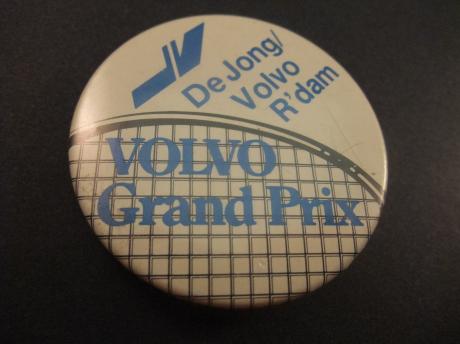 De Jong/
Volvo
R'dam
VOLVO
Grand Prix